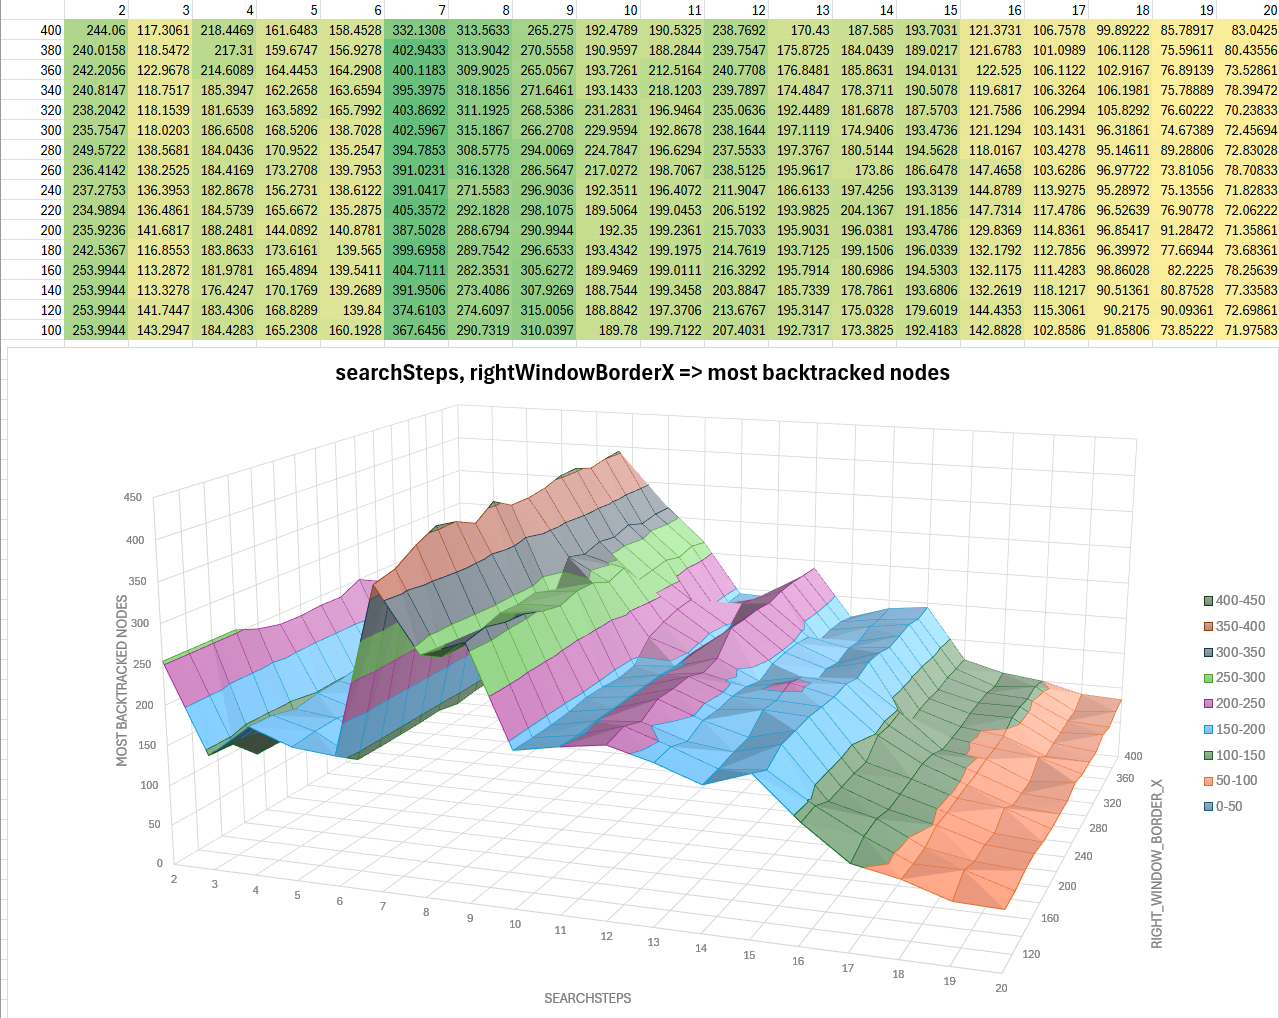 2 3 4 5 6 7 8 9 10 11 12 13 14 15 16 17 18 19 20
400 244.06 117.3061 218.4469 161.6483 158.4528 332.1308 313.5633 265.275 192.4789 190.5325 238.7692 170.43 187.585 193.7031 121.3731 106.7578 99.89222 85.78917 83.0425
380 240.0158 118.5472 217.31 159.6747 156.9278 402.9433 313.9042 270.5558 190.9597 188.2844 239.7547 175.8725 184.0439 189.0217 121.6783 101.0989 106.1128 75.59611 80.43556
360 242.2056 122.9678 214.6089 164.4453 164.2908 400.1183 309.9025 265.0567 193.7261 212.5164 240.7708 176.8481 185.8631 194.0131 122.525 106.1122 102.9167 76.89139 73.52861
340 240.8147 118.7517 185.3947 162.2658 163.6594 395.3975 318.1856 271.6461 193.1433 218.1203 239.7897 174.4847 178.3711 190.5078 119.6817 106.3264 106.1981 75.78889 78.39472
320 238.2042 118.1539 181.6539 163.5892 165.7992 403.8692 311.1925 268.5386 231.2831 196.9464 235.0636 192.4489 181.6878 187.5703 121.7586 106.2994 105.8292 76.60222 70.23833
300 235.7547 118.0203 186.6508 168.5206 138.7028 402.5967 315.1867 266.2708 229.9594 192.8678 238.1644 197.1119 174.9406 193.4736 121.1294 103.1431 96.31861 74.67389 72.45694
280 249.5722 138.5681 184.0436 170.9522 135.2547 394.7853 308.5775 294.0069 224.7847 196.6294 237.5533 197.3767 180.5144 194.5628 118.0167 103.4278 95.14611 89.28806 72.83028
260 236.4142 138.2525 184.4169 173.2708 139.7953 391.0231 316.1328 286.5647 217.0272 198.7067 238.5125 195.9617 173.86 186.6478 147.4658 103.6286 96.97722 73.81056 78.70833
240 237.2753 136.3953 182.8678 156.2731 138.6122 391.0417 271.5583 296.9036 192.3511 196.4072 211.9047 186.6133 197.4256 193.3139 144.8789 113.9275 95.28972 75.13556 71.82833
220 234.9894 136.4861 184.5739 165.6672 135.2875 405.3572 292.1828 298.1075 189.5064 199.0453 206.5192 193.9825 204.1367 191.1856 147.7314 117.4786 96.52639 76.90778 72.06222
200 235.9236 141.6817 188.2481 144.0892 140.8781 387.5028 288.6794 290.9944 192.35 199.2361 215.7033 195.9031 196.0381 193.4786 129.8369 114.8361 96.85417 91.28472 71.35861
180 242.5367 116.8553 183.8633 173.6161 139.565 399.6958 289.7542 296.6533 193.4342 199.1975 214.7619 193.7125 199.1506 196.0339 132.1792 112.7856 96.39972 77.66944 73.68361
160 253.9944 113.2872 181.9781 165.4894 139.5411 404.7111 282.3531 305.6272 189.9469 199.0111 216.3292 195.7914 180.6986 194.5303 132.1175 111.4283 98.86028 82.2225 78.25639
140 253.9944 113.3278 176.4247 170.1769 139.2689 391.9506 273.4086 307.9269 188.7544 199.3458 203.8847 185.7339 178.7861 193.6806 132.2619 118.1217 90.51361 80.87528 77.33583
120 253.9944 141.7447 183.4306 168.8289 139.84 374.6103 274.6097 315.0056 188.8842 197.3706 213.6767 195.3147 175.0328 179.6019 144.4353 115.3061 90.2175 90.09361 72.69861
100 253.9944 143.2947 184.4283 165.2308 160.1928 367.6456 290.7319 310.0397 189.78 199.7122 207.4031 192.7317 173.3825 192.4183 142.8828 102.8586 91.85806 73.85222 71.97583
searchSteps, rightWindowBorderX => most backtracked nodes
450
400
350
300
250
200
150
100
50
0
MOST BACKTRACKED NODES
2 3 4 5 6 7 8 9 10 11 12 13 14 15 16 17 18 19 20
SEARCHSTEPS
400
360
320
280
240
200
160
120
RIGHT_WINDOW_BORDER_X
400-450
350-400
300-350
250-300
200-250
150-200
100-150
50-100
0-50